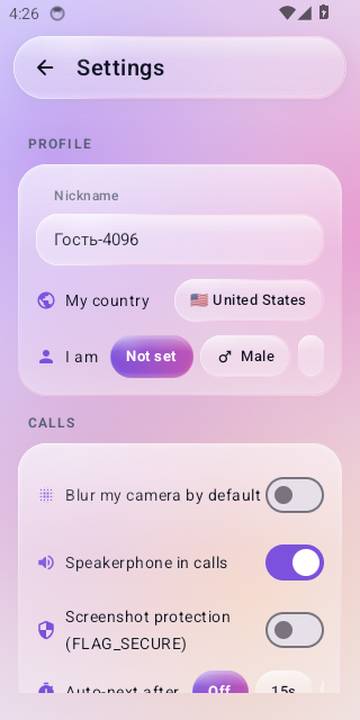 4:26
Settings
PROFILE
Nickname
Гость-4096
My country
🇺🇸 United States
I am
Not set
♂ Male
CALLS
Blur my camera by default
Speakerphone in calls
Screenshot protection
(FLAG_SECURE)
Auto-next after
Off
15s